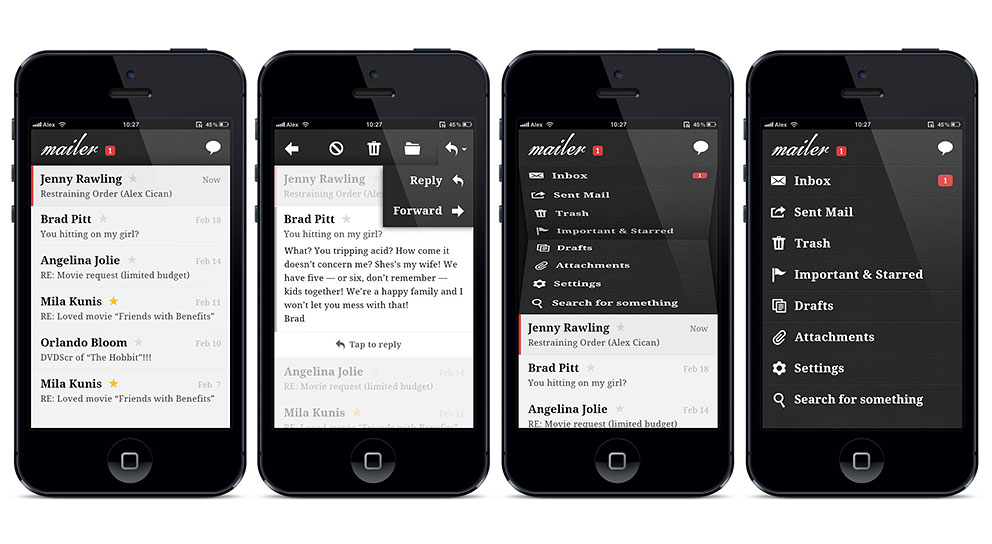 Alex 10:27 45%
mailer 1
Jenny Rawling Now
Restraining Order (Alex Cican)
Brad Pitt Feb 18
You hitting on my girl?
Angelina Jolie Feb 14
RE: Movie request (limited budget)
Mila Kunis Feb 11
RE: Loved movie “Friends with Benefits”
Orlando Bloom Feb 10
DVDScr of “The Hobbit”!!!
Mila Kunis Feb 7
RE: Loved movie “Friends with Benefits”
Alex 10:27 45%
Reply
Forward
Jenny Rawling
Restraining Order (Alex Cican)
Brad Pitt
You hitting on my girl?
What? You tripping acid? How come it
doesn’t concern me? Shes’s my wife! We
have five — or six, don’t remember —
kids together! We’re a happy family and I
won’t let you mess with that!
Brad
Tap to reply
Angelina Jolie Feb 14
RE: Movie request (limited budget)
Mila Kunis Feb 11
RE: Loved movie “Friends with Benefits”
Alex 10:27 45%
mailer 1
Inbox 1
Sent Mail
Trash
Important & Starred
Drafts
Attachments
Settings
Search for something
Jenny Rawling Now
Restraining Order (Alex Cican)
Brad Pitt Feb 18
You hitting on my girl?
Angelina Jolie Feb 14
RE: Movie request (limited budget)
Alex 10:27 45%
mailer 1
Inbox 1
Sent Mail
Trash
Important & Starred
Drafts
Attachments
Settings
Search for something